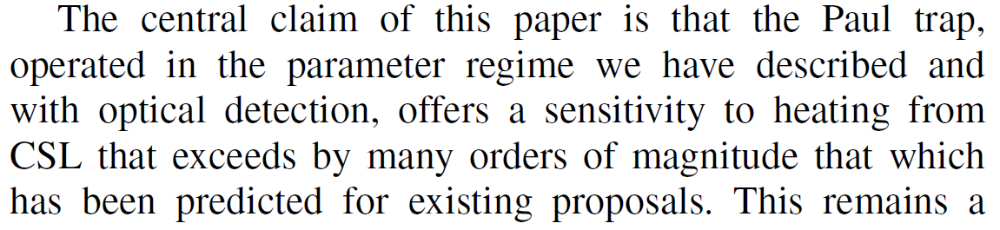 The central claim of this paper is that the Paul trap,
operated in the parameter regime we have described and
with optical detection, offers a sensitivity to heating from
CSL that exceeds by many orders of magnitude that which
has been predicted for existing proposals. This remains a